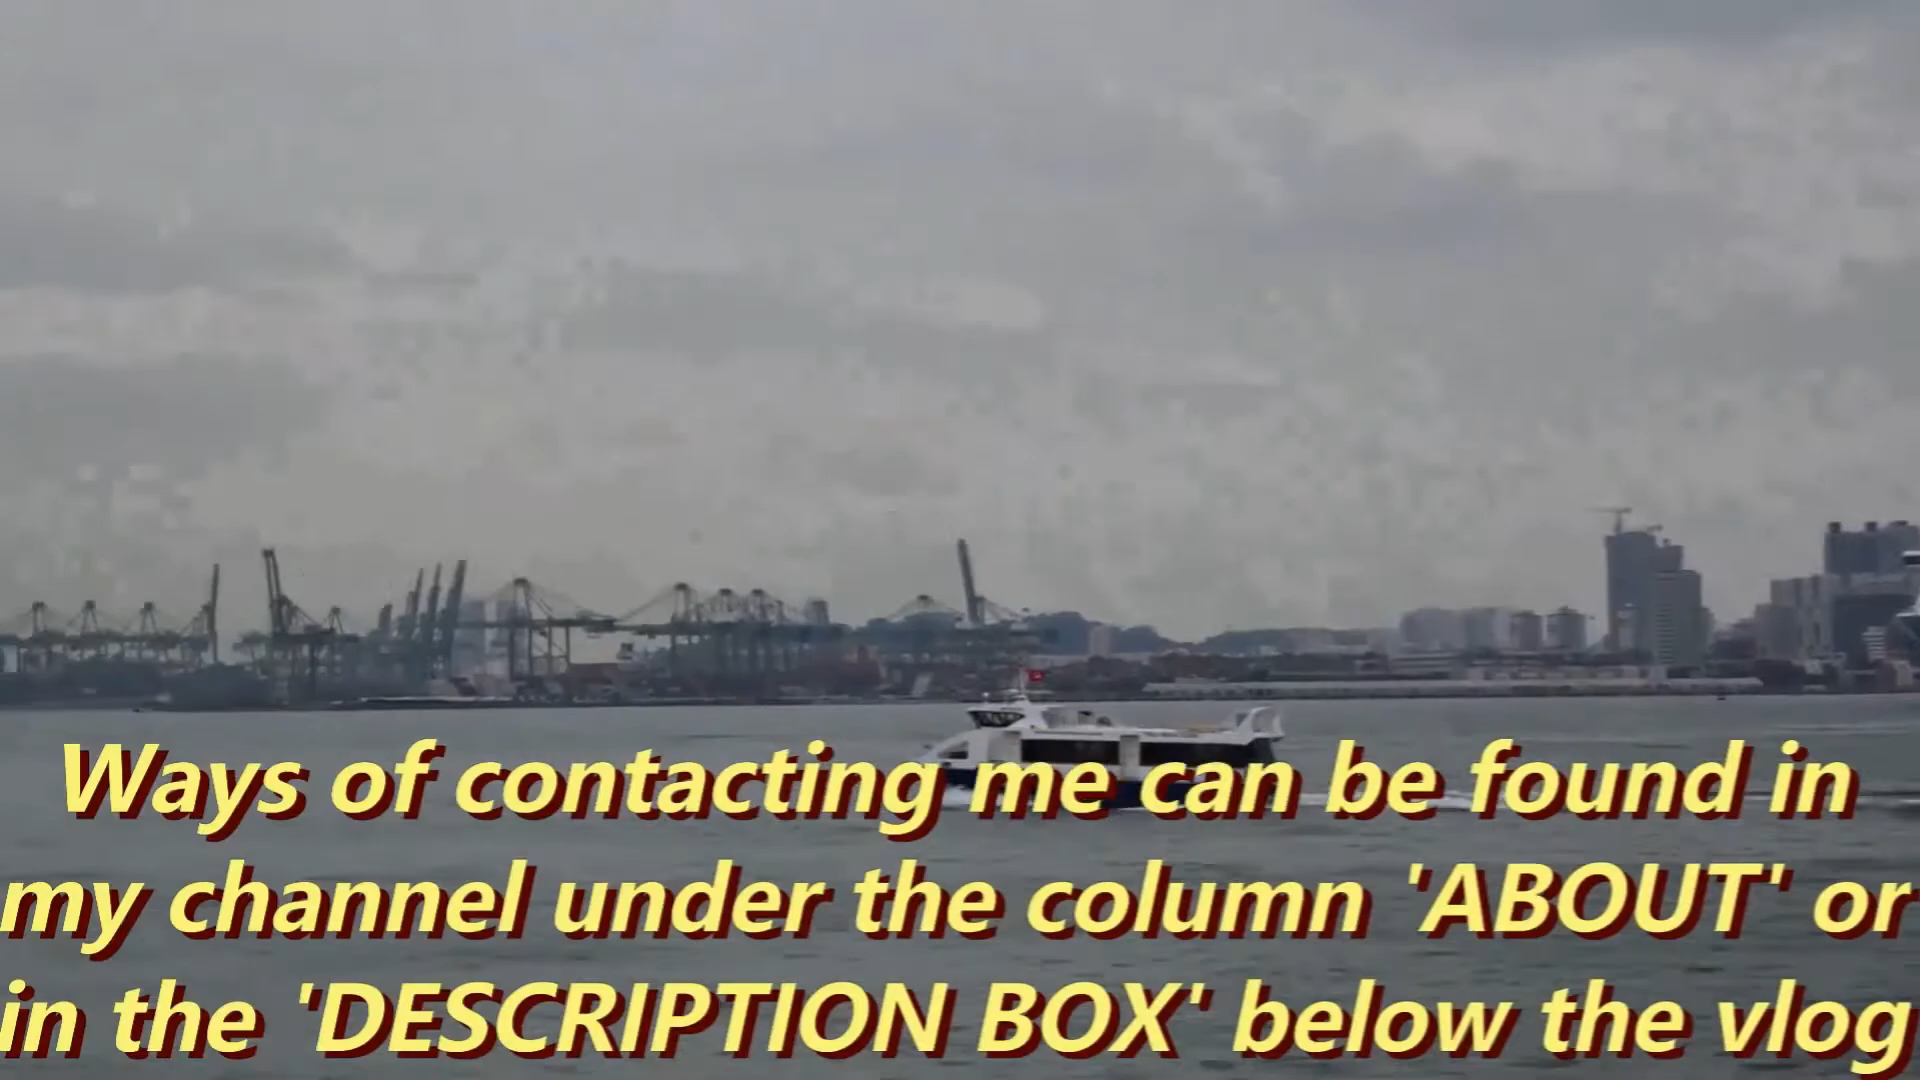 Ways of contacting me can be found in
my channel under the column 'ABOUT' or
in the 'DESCRIPTION BOX' below the vlog